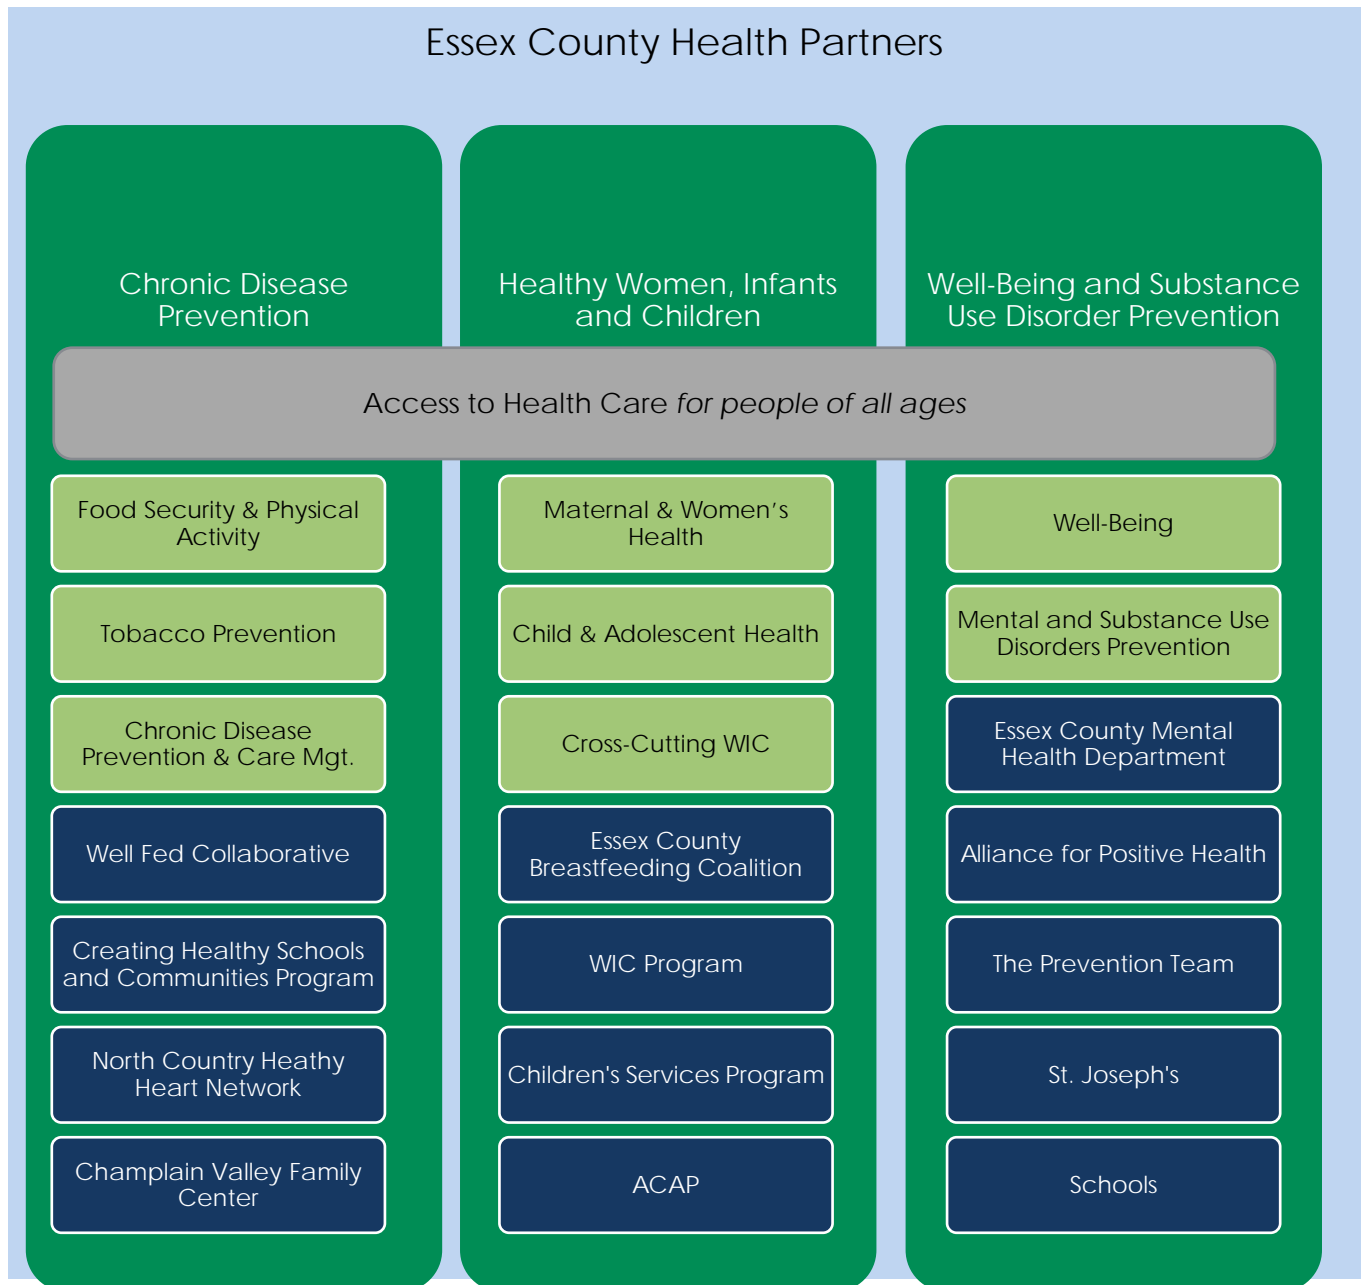 Essex County Health Partners
Chronic Disease
Prevention
Healthy Women, Infants
and Children
Well-Being and Substance
Use Disorder Prevention
Access to Health Care for people of all ages
Food Security & Physical
Activity
Tobacco Prevention
Chronic Disease
Prevention & Care Mgt.
Well Fed Collaborative
Creating Healthy Schools
and Communities Program
North Country Heathy
Heart Network
Champlain Valley Family
Center
Maternal & Women’s
Health
Child & Adolescent Health
Cross-Cutting WIC
Essex County
Breastfeeding Coalition
WIC Program
Children's Services Program
ACAP
Well-Being
Mental and Substance Use
Disorders Prevention
Essex County Mental
Health Department
Alliance for Positive Health
The Prevention Team
St. Joseph's
Schools